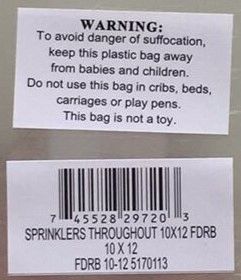 WARNING:
To avoid danger of suffocation,
keep this plastic bag away
from babies and children.
Do not use this bag in cribs, beds,
carriages or play pens.
This bag is not a toy.
7 45528 29720 3
SPRINKLERS THROUGHOUT 10X12 FDRB
10 X 12
FDRB 10-12 5170113